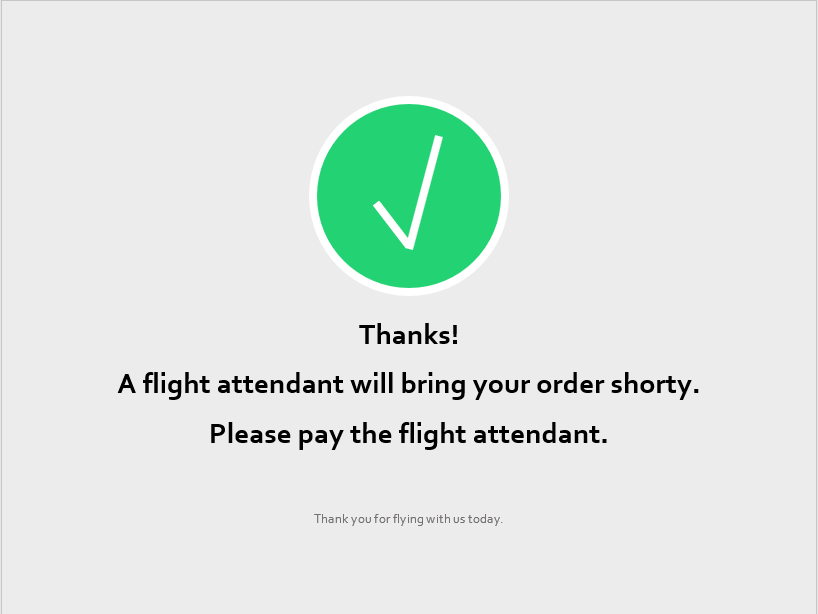 Thanks!
A flight attendant will bring your order shorty.
Please pay the flight attendant.
Thank you for flying with us today.